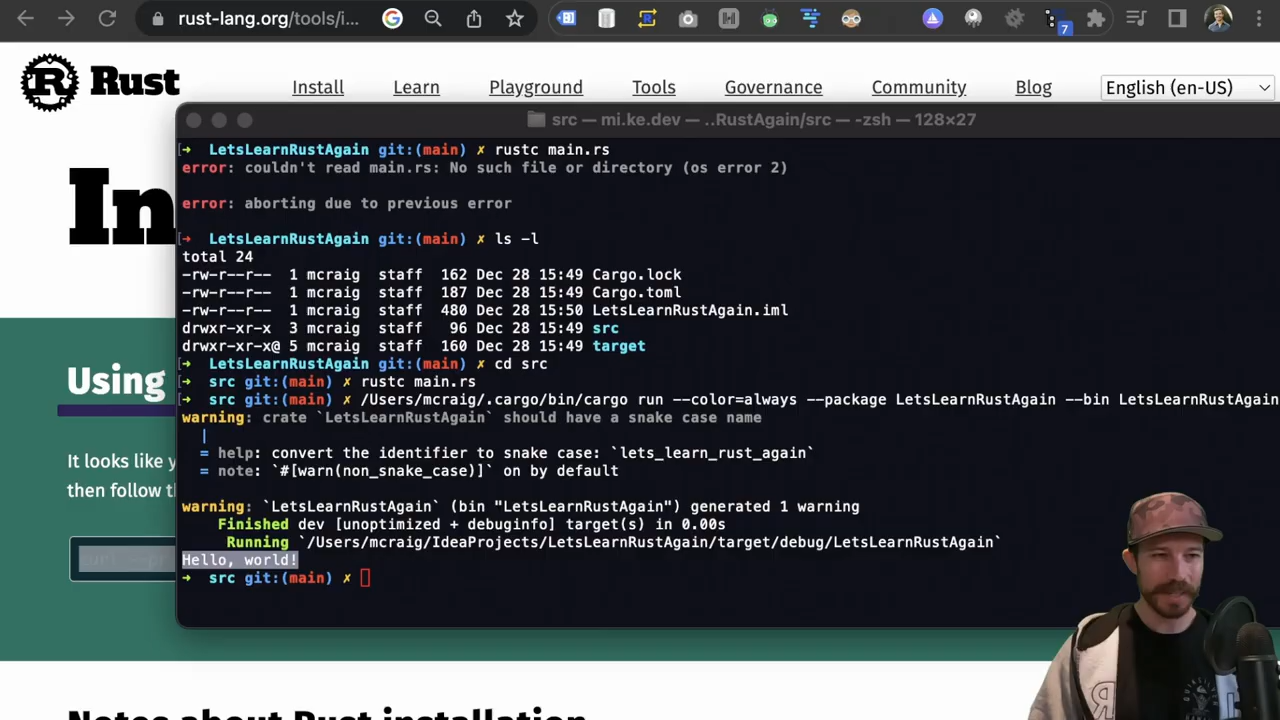 rust-lang.org/tools/i...
7
Rust
Install Learn Playground Tools Governance Community Blog English (en-US)
src — mi.ke.dev — ..RustAgain/src — -zsh — 128×27
In
[➜ LetsLearnRustAgain git:(main) ✗ rustc main.rs
error: couldn't read main.rs: No such file or directory (os error 2)
error: aborting due to previous error
[➜ LetsLearnRustAgain git:(main) ✗ ls -l
total 24
-rw-r--r-- 1 mcraig staff 162 Dec 28 15:49 Cargo.lock
-rw-r--r-- 1 mcraig staff 187 Dec 28 15:49 Cargo.toml
-rw-r--r-- 1 mcraig staff 480 Dec 28 15:50 LetsLearnRustAgain.iml
drwxr-xr-x 3 mcraig staff 96 Dec 28 15:49 src
drwxr-xr-x@ 5 mcraig staff 160 Dec 28 15:49 target
[➜ LetsLearnRustAgain git:(main) ✗ cd src
[➜ src git:(main) ✗ rustc main.rs
[➜ src git:(main) ✗ /Users/mcraig/.cargo/bin/cargo run --color=always --package LetsLearnRustAgain --bin LetsLearnRustAgain
warning: crate `LetsLearnRustAgain` should have a snake case name
|
= help: convert the identifier to snake case: `lets_learn_rust_again`
= note: `#[warn(non_snake_case)]` on by default
warning: `LetsLearnRustAgain` (bin "LetsLearnRustAgain") generated 1 warning
Finished dev [unoptimized + debuginfo] target(s) in 0.00s
Running `/Users/mcraig/IdeaProjects/LetsLearnRustAgain/target/debug/LetsLearnRustAgain`
Hello, world!
➜ src git:(main) ✗
Using
It looks like y
then follow th
Notes about Rust installation